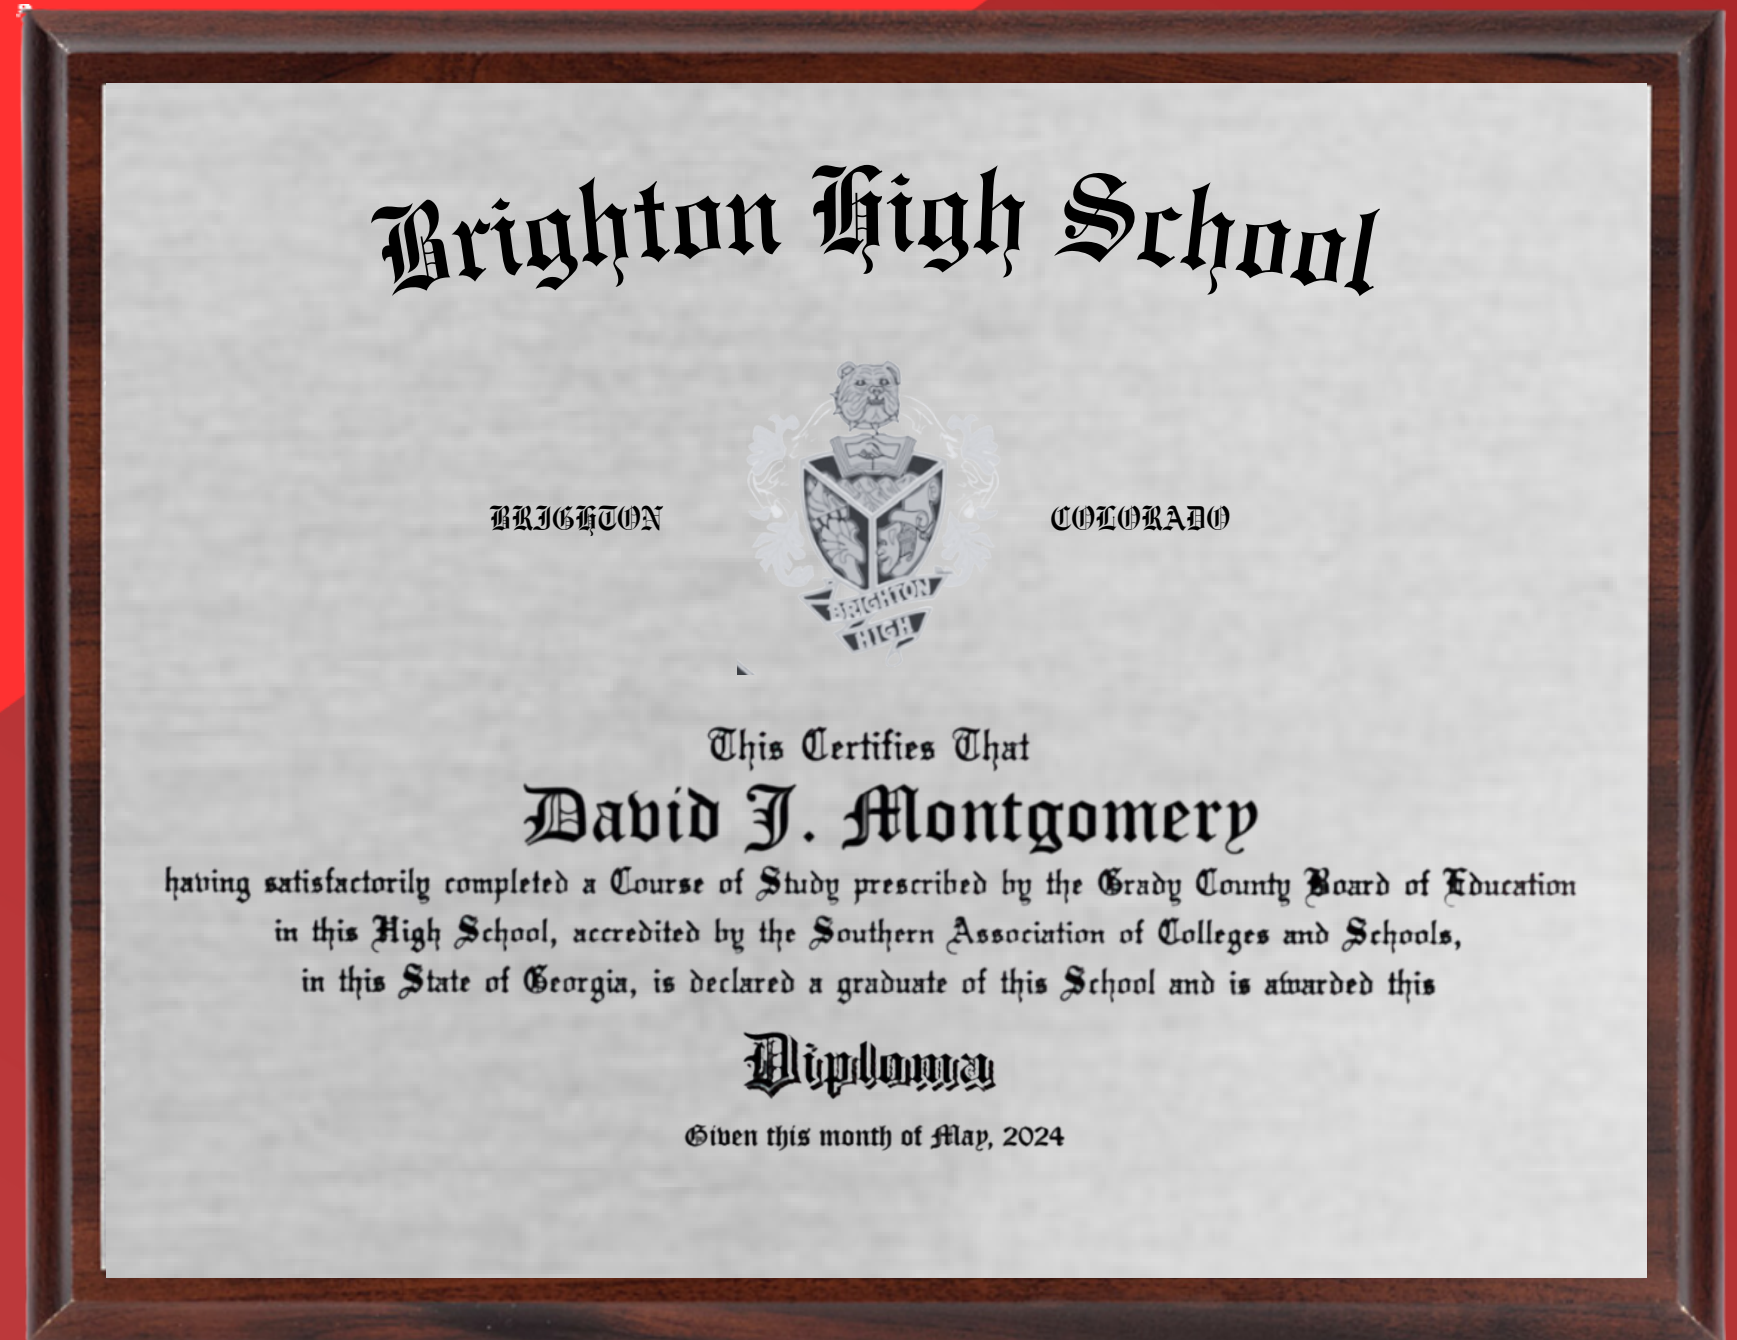 Brighton High School
BRIGHTON
COLORADO
BRIGHTON
HIGH
This Certifies That
David J. Montgomery
having satisfactorily completed a Course of Study prescribed by the Grady County Board of Education
in this High School, accredited by the Southern Association of Colleges and Schools,
in this State of Georgia, is declared a graduate of this School and is awarded this
Diploma
Given this month of May, 2024